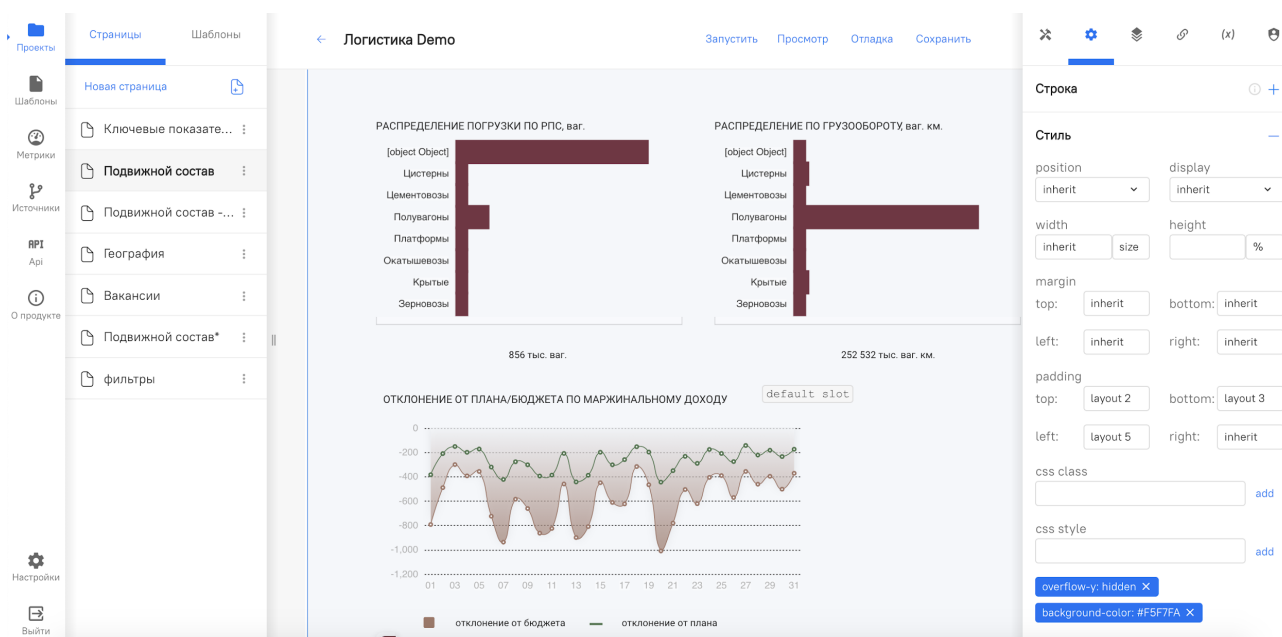 Проекты
Шаблоны
Метрики
Источники
API
Api
О продукте
Настройки
Выйти
Страницы Шаблоны
Новая страница
Ключевые показате...
Подвижной состав
Подвижной состав -...
География
Вакансии
Подвижной состав*
фильтры
← Логистика Demo Запустить Просмотр Отладка Сохранить
РАСПРЕДЕЛЕНИЕ ПОГРУЗКИ ПО РПС, ваг.
[object Object]
Цистерны
Цементовозы
Полувагоны
Платформы
Окатышевозы
Крытые
Зерновозы
856 тыс. ваг.
РАСПРЕДЕЛЕНИЕ ПО ГРУЗООБОРОТУ, ваг. км.
[object Object]
Цистерны
Цементовозы
Полувагоны
Платформы
Окатышевозы
Крытые
Зерновозы
252 532 тыс. ваг. км.
default slot
ОТКЛОНЕНИЕ ОТ ПЛАНА/БЮДЖЕТА ПО МАРЖИНАЛЬНОМУ ДОХОДУ
0
-200
-400
-600
-800
-1,000
-1,200
01 03 05 07 09 11 13 15 17 19 21 23 25 27 29 31
отклонение от бюджета отклонение от плана
(x)
Строка
Стиль
position display
inherit inherit
width height
inherit size %
margin
top: inherit bottom: inherit
left: inherit right: inherit
padding
top: layout 2 bottom: layout 3
left: layout 5 right: inherit
css class
add
css style
add
overflow-y: hidden ×
background-color: #F5F7FA ×